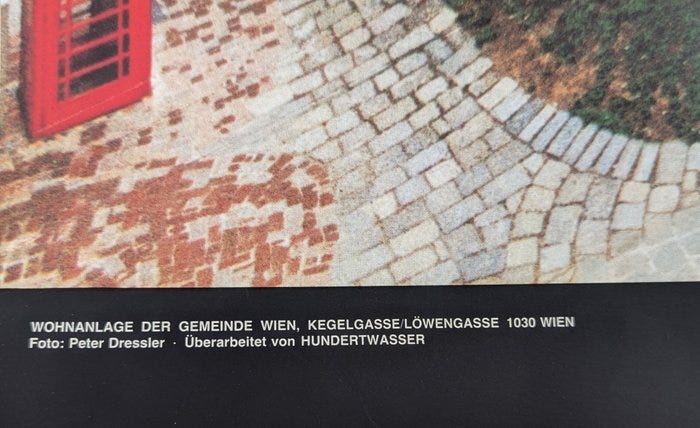 WOHNANLAGE DER GEMEINDE WIEN, KEGELGASSE/LÖWENGASSE 1030 WIEN
Foto: Peter Dressler · Überarbeitet von HUNDERTWASSER